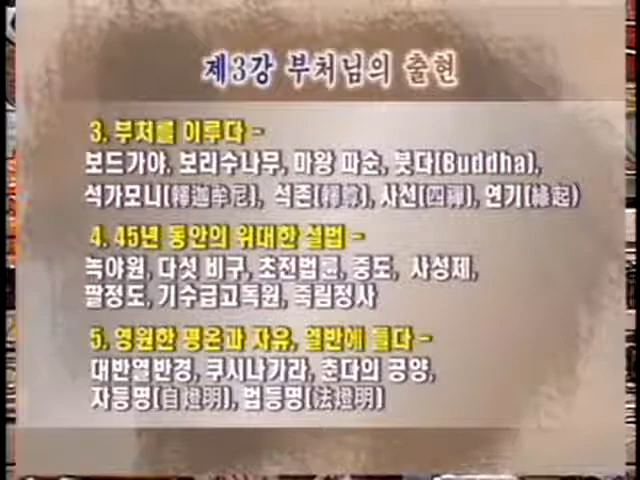 제3강 부처님의 출현
3. 부처를 이루다 -
보드가야, 보리수나무, 마왕 파순, 붓다(Buddha),
석가모니(釋迦牟尼), 석존(釋尊), 사선(四禪), 연기(緣起)
4. 45년 동안의 위대한 설법 -
녹야원, 다섯 비구, 초전법륜, 중도, 사성제,
팔정도, 기수급고독원, 죽림정사
5. 영원한 평온과 자유, 열반에 들다 -
대반열반경, 쿠시나가라, 춘다의 공양,
자등명(自燈明), 법등명(法燈明)